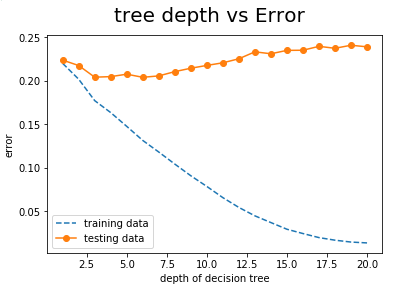 tree depth vs Error
0.25
0.20
0.15
0.10
0.05
error
training data
testing data
2.5 5.0 7.5 10.0 12.5 15.0 17.5 20.0
depth of decision tree